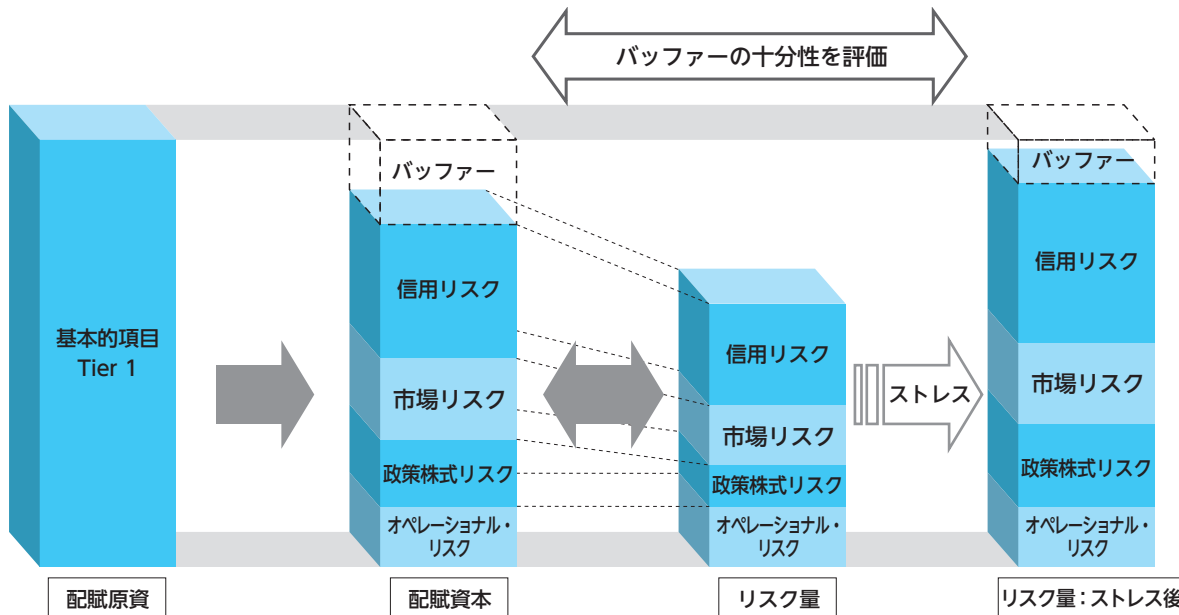 バッファーの十分性を評価
基本的項目
Tier 1
配賦原資
バッファー
信用リスク
市場リスク
政策株式リスク
オペレーショナル・
リスク
配賦資本
信用リスク
市場リスク
政策株式リスク
オペレーショナル・
リスク
リスク量
ストレス
バッファー
信用リスク
市場リスク
政策株式リスク
オペレーショナル・
リスク
リスク量:ストレス後